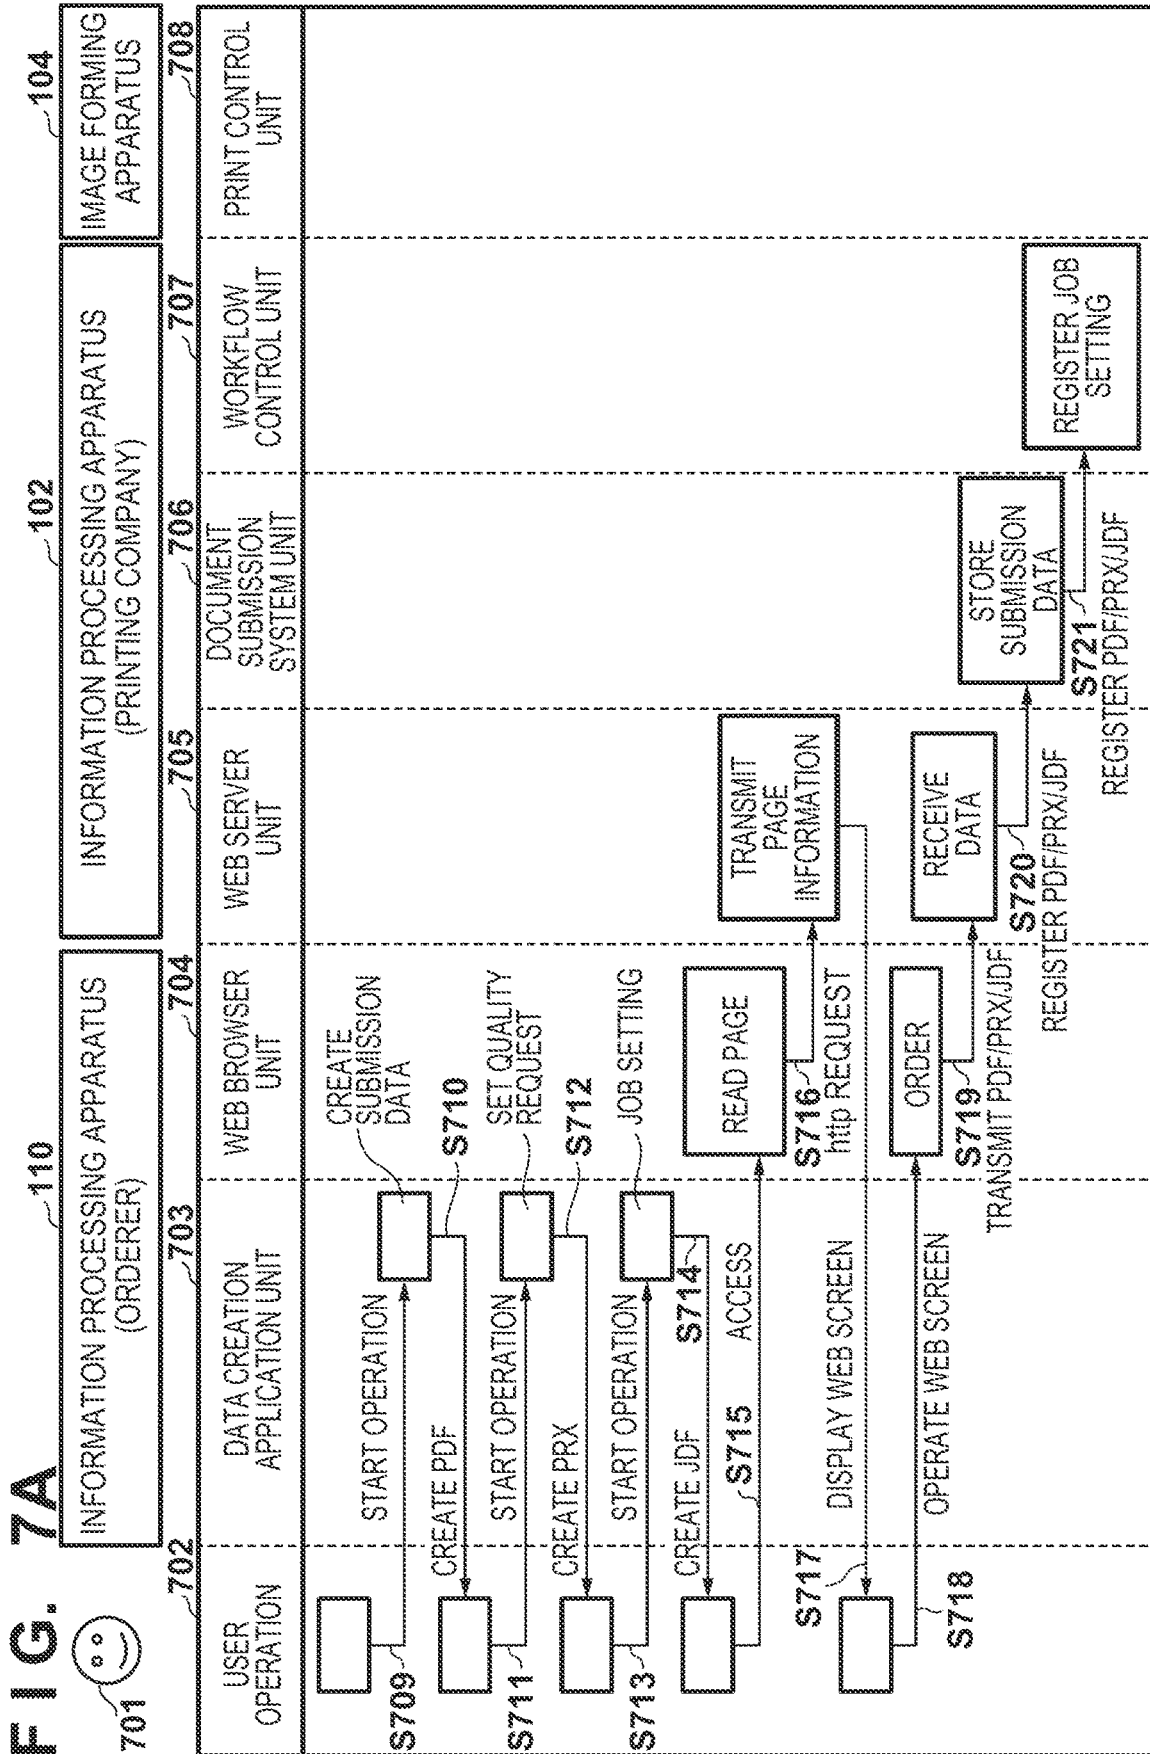 FIG. 7A
701
110
INFORMATION PROCESSING APPARATUS
(ORDERER)
102
INFORMATION PROCESSING APPARATUS
(PRINTING COMPANY)
104
IMAGE FORMING
APPARATUS
702
USER
OPERATION
703
DATA CREATION
APPLICATION UNIT
704
WEB BROWSER
UNIT
705
WEB SERVER
UNIT
706
DOCUMENT
SUBMISSION
SYSTEM UNIT
707
WORKFLOW
CONTROL UNIT
708
PRINT CONTROL
UNIT
S709
START OPERATION
CREATE
SUBMISSION
DATA
S710
CREATE PDF
S711
START OPERATION
SET QUALITY
REQUEST
S712
CREATE PRX
S713
START OPERATION
JOB SETTING
S714
CREATE JDF
S715
ACCESS
READ PAGE
S716
http REQUEST
TRANSMIT
PAGE
INFORMATION
S717
DISPLAY WEB SCREEN
S718
OPERATE WEB SCREEN
ORDER
S719
TRANSMIT PDF/PRX/JDF
RECEIVE
DATA
S720
REGISTER PDF/PRX/JDF
STORE
SUBMISSION
DATA
S721
REGISTER PDF/PRX/JDF
REGISTER JOB
SETTING